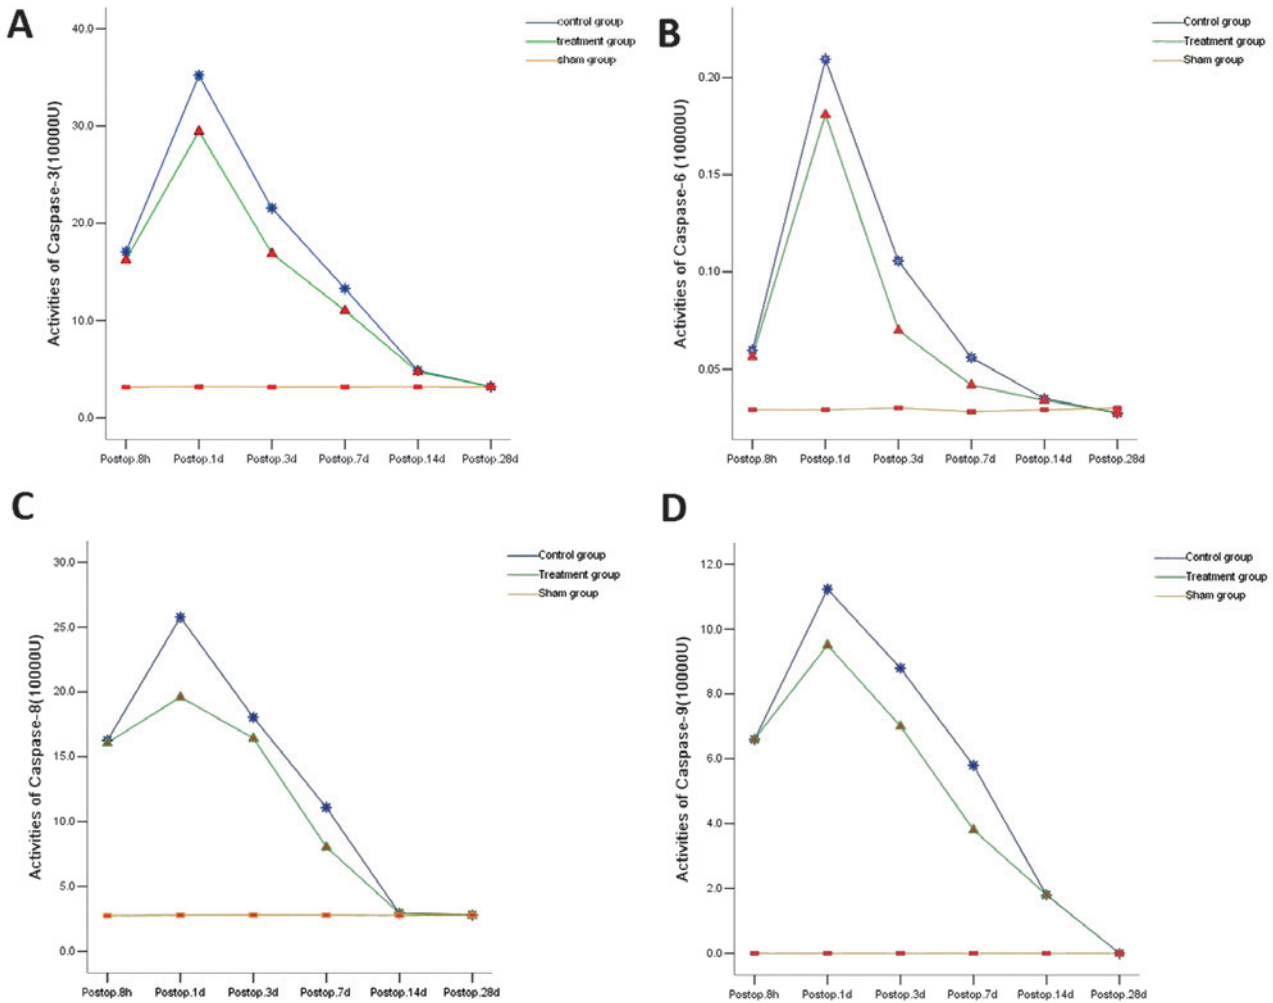 A
control group
treatment group
sham group
Activities of Caspase-3(10000U)
40.0
30.0
20.0
10.0
0.0
Postop.8h Postop.1d Postop.3d Postop.7d Postop.14d Postop.28d
B
Control group
Treatment group
Sham group
Activities of Caspase-6 (10000U)
0.20
0.15
0.10
0.05
Postop.8h Postop.1d Postop.3d Postop.7d Postop.14d Postop.28d
C
Control group
Treatment group
Sham group
Activities of Caspase-8(10000U)
30.0
25.0
20.0
15.0
10.0
5.0
0.0
Postop.8h Postop.1d Postop.3d Postop.7d Postop.14d Postop.28d
D
Control group
Treatment group
Sham group
Activities of Caspase-9(10000U)
12.0
10.0
8.0
6.0
4.0
2.0
0.0
Postop.8h Postop.1d Postop.3d Postop.7d Postop.14d Postop.28d